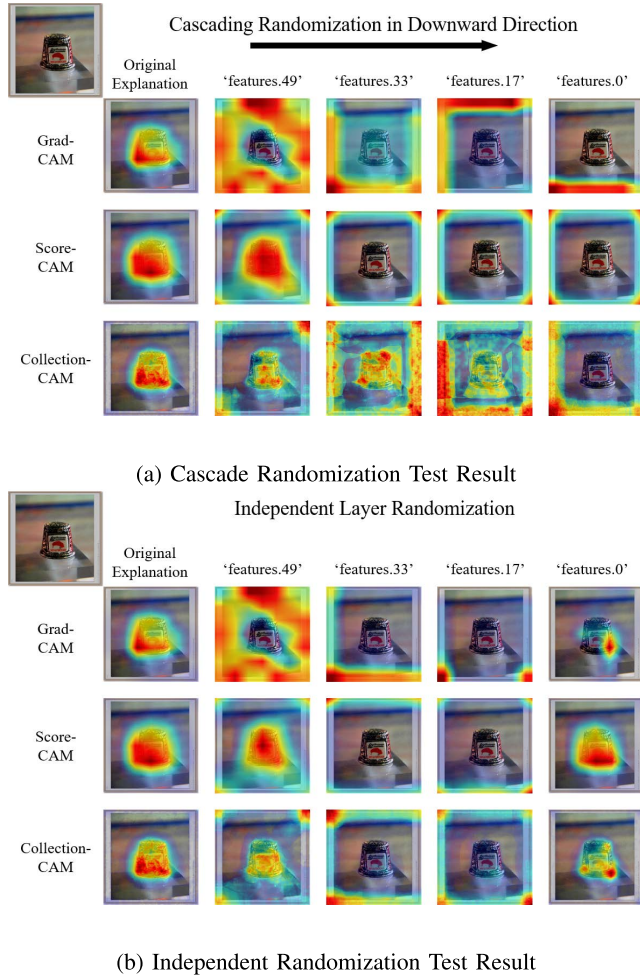 Cascading Randomization in Downward Direction
Original
Explanation
‘features.49’
‘features.33’
‘features.17’
‘features.0’
Grad-
CAM
Score-
CAM
Collection-
CAM
(a) Cascade Randomization Test Result
Independent Layer Randomization
Original
Explanation
‘features.49’
‘features.33’
‘features.17’
‘features.0’
Grad-
CAM
Score-
CAM
Collection-
CAM
(b) Independent Randomization Test Result